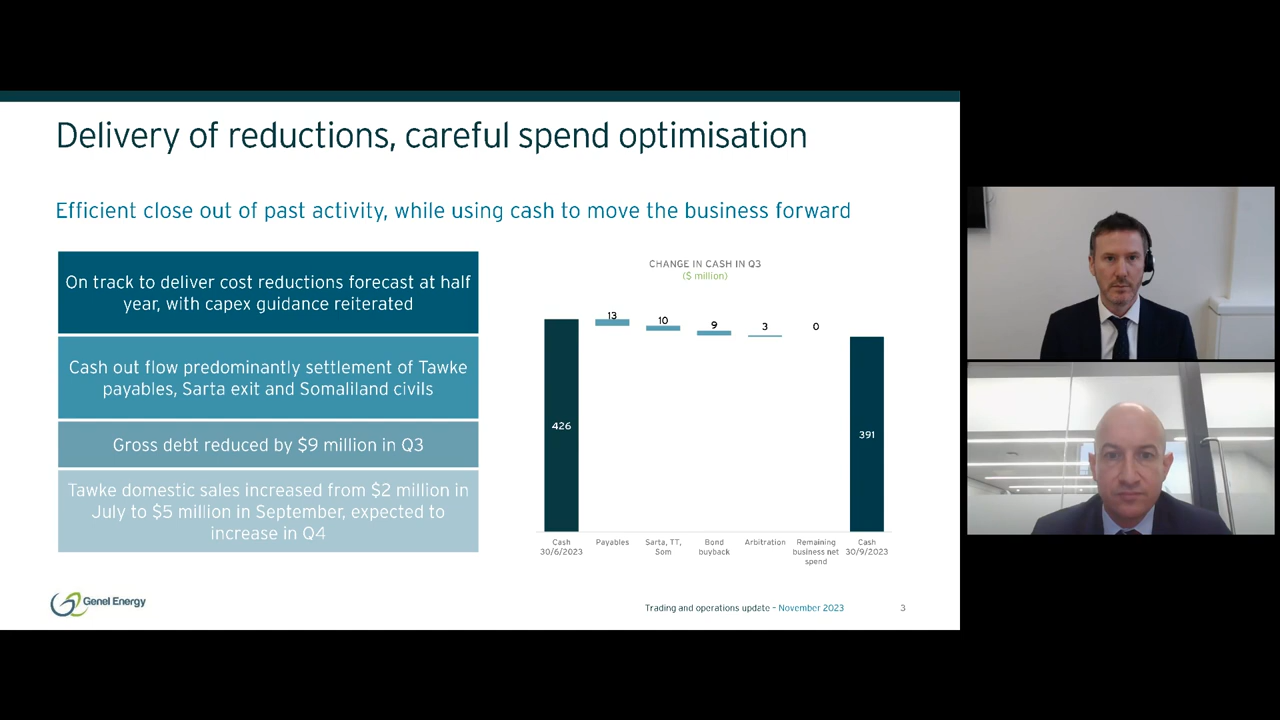 Delivery of reductions, careful spend optimisation
Efficient close out of past activity, while using cash to move the business forward
On track to deliver cost reductions forecast at half
year, with capex guidance reiterated
Cash out flow predominantly settlement of Tawke
payables, Sarta exit and Somaliland civils
Gross debt reduced by $9 million in Q3
Tawke domestic sales increased from $2 million in
July to $5 million in September, expected to
increase in Q4
CHANGE IN CASH IN Q3
($ million)
13
10
9
3
0
426
391
Cash
30/6/2023
Payables
Sarta, TT,
Som
Bond
buyback
Arbitration
Remaining
business net
spend
Cash
30/9/2023
Genel Energy
Trading and operations update – November 2023
3